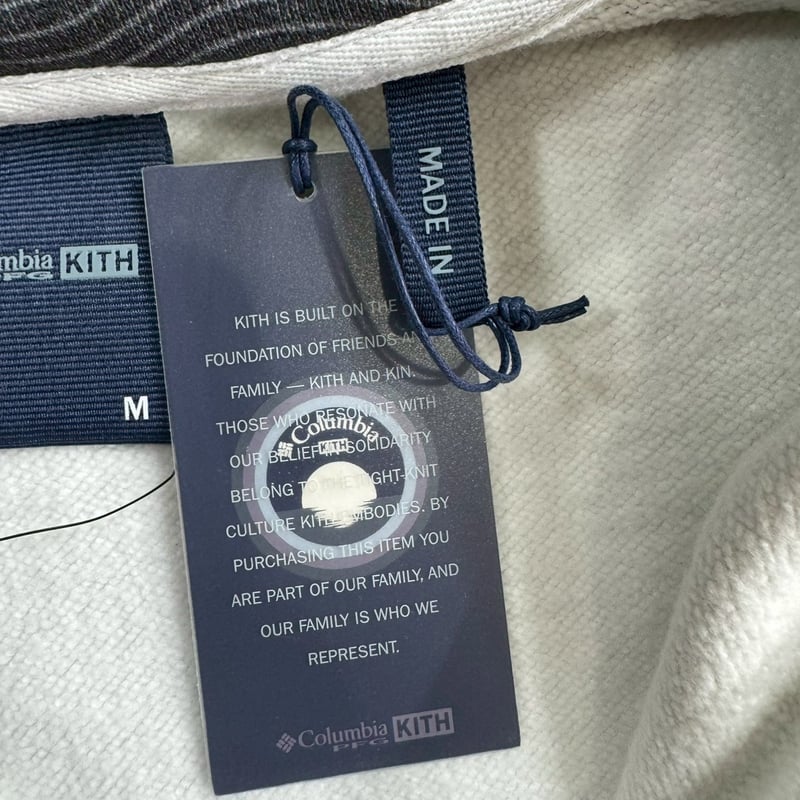 mbia KITH
PFG
M
MADE IN
KITH IS BUILT ON THE
FOUNDATION OF FRIENDS AND
FAMILY — KITH AND KIN.
THOSE WHO RESONATE WITH
OUR BELIEF IN SOLIDARITY
BELONG TO THE TIGHT-KNIT
CULTURE KITH EMBODIES. BY
PURCHASING THIS ITEM YOU
ARE PART OF OUR FAMILY, AND
OUR FAMILY IS WHO WE
REPRESENT.
Columbia
KITH
Columbia KITH
PFG